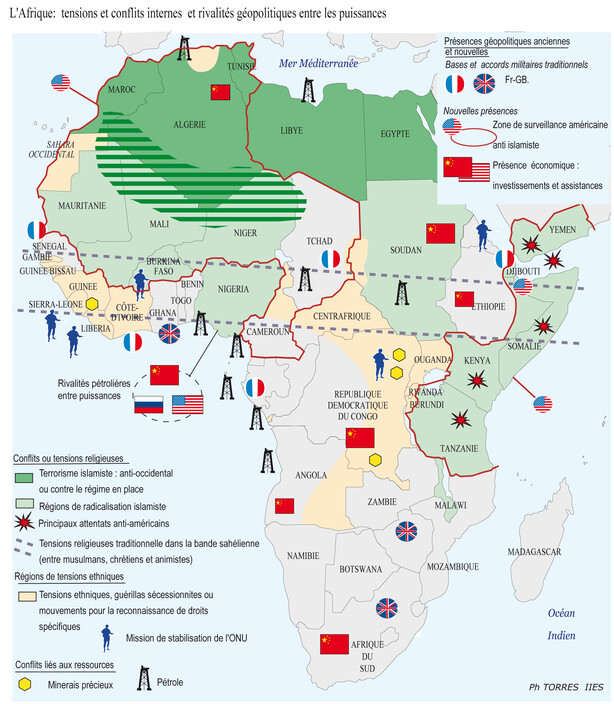 L'Afrique: tensions et conflits internes et rivalités géopolitiques entre les puissances
Mer Méditerranée
Présences géopolitiques anciennes
et nouvelles
Bases et accords militaires traditionnels
Fr-GB.
Nouvelles présences
Zone de surveillance américaine
anti islamiste
Présence économique :
investissements et assistances
MAROC
TUNISIE
ALGERIE
LIBYE
EGYPTE
SAHARA
OCCIDENTAL
MAURITANIE
MALI
NIGER
TCHAD
SOUDAN
YEMEN
SENEGAL
GAMBIE
GUINEE BISSAU
BURKINA
FASO
DJIBOUTI
GUINEE
BENIN
NIGERIA
ETHIOPIE
SIERRA-LEONE
CÔTE-
D'IVOIRE
GHANA
TOGO
CENTRAFRIQUE
LIBERIA
CAMEROUN
SOMALIE
OUGANDA
KENYA
Rivalités pétrolières
entre puissances
RWANDA
BURUNDI
REPUBLIQUE
DEMOCRATIQUE
DU CONGO
TANZANIE
ANGOLA
ZAMBIE
MALAWI
MADAGASCAR
NAMIBIE
BOTSWANA
MOZAMBIQUE
AFRIQUE
DU
SUD
Océan
Indien
Conflits ou tensions religieuses
Terrorisme islamiste : anti-occidental
ou contre le régime en place
Régions de radicalisation islamiste
Principaux attentats anti-américains
Tensions religieuses traditionnelle dans la bande sahélienne
(entre musulmans, chrétiens et animistes)
Régions de tensions ethniques
Tensions ethniques, guérillas sécessionnites ou
mouvements pour la reconnaissance de droits
spécifiques
Mission de stabilisation de l'ONU
Conflits liés aux ressources
Minerais précieux
Pétrole
Ph TORRES IIES